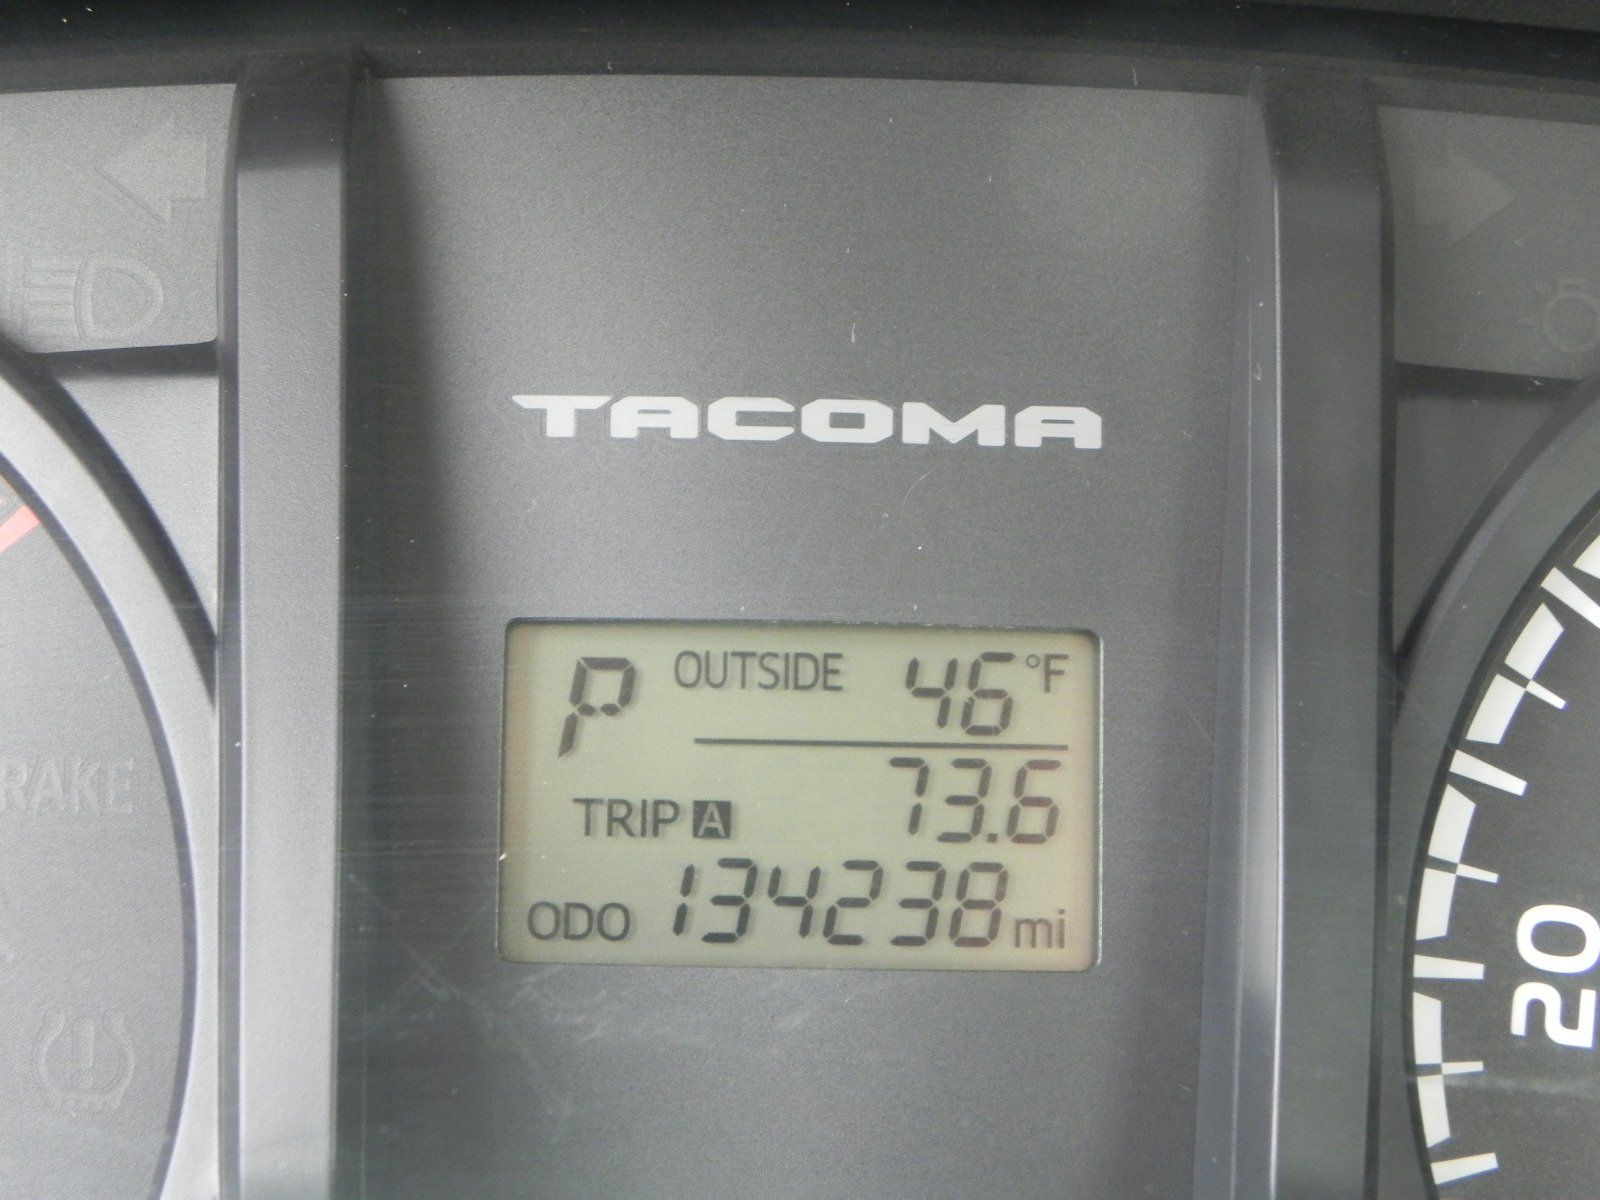 TACOMA
P OUTSIDE 46°F
TRIP A 73.6
ODO 134238 mi
20